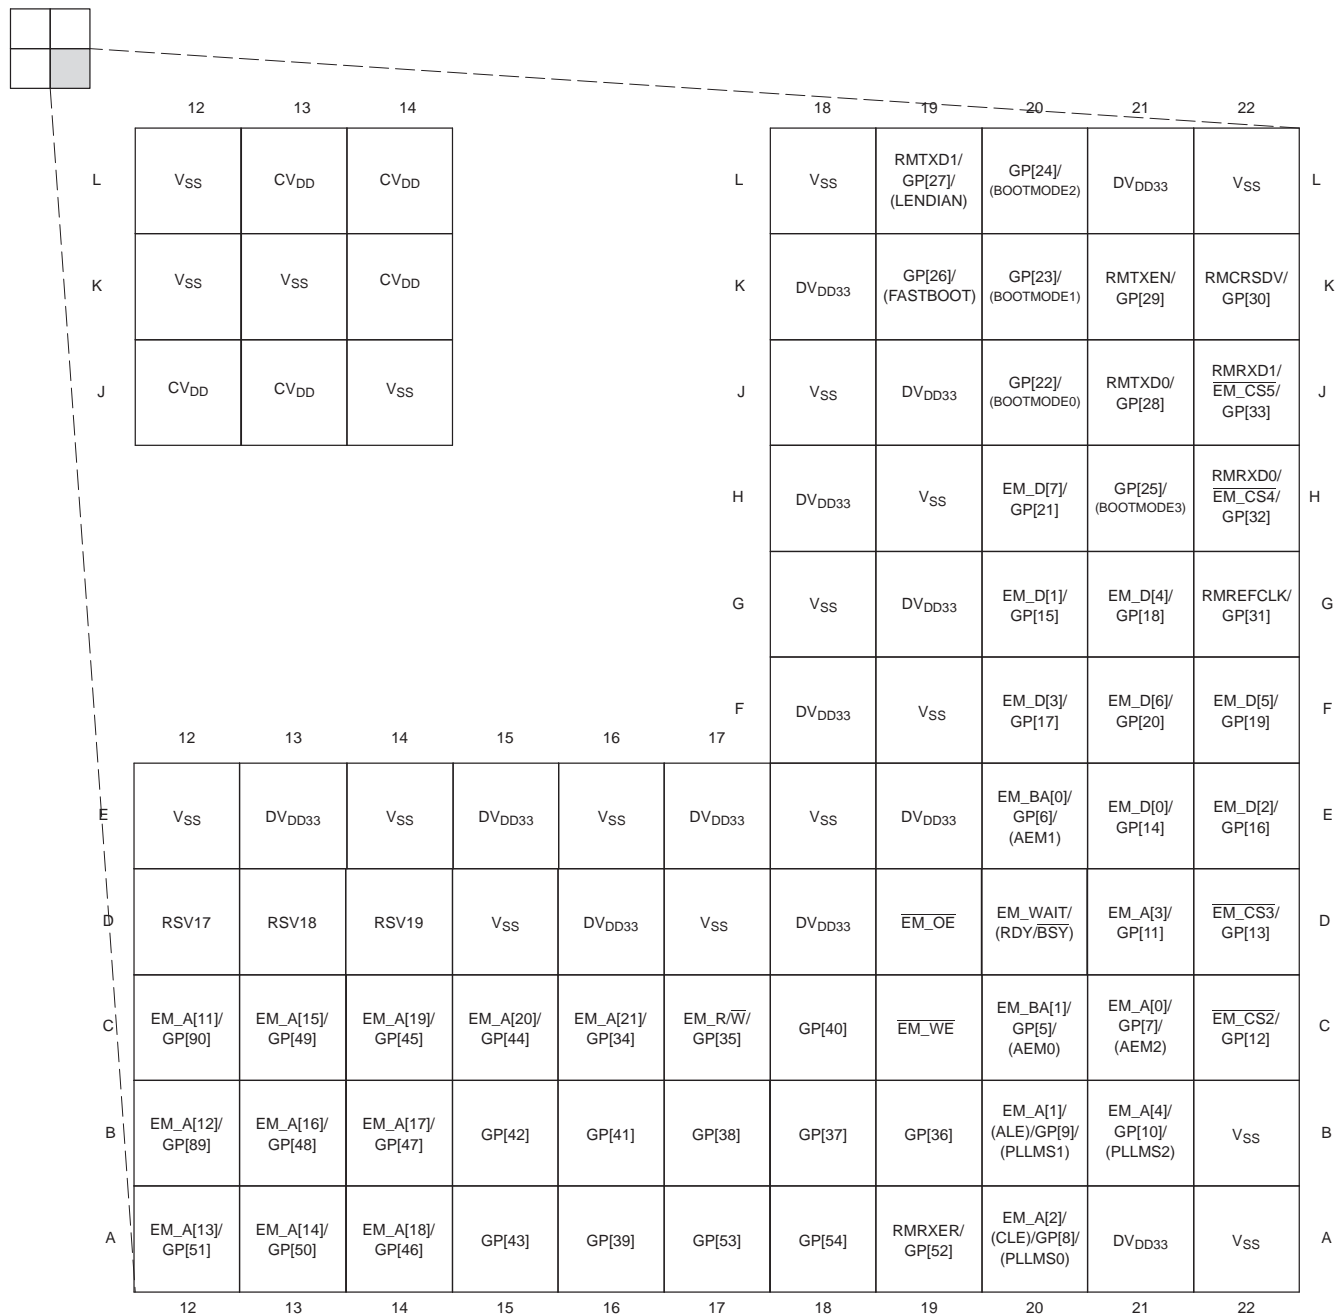 12 13 14 18 19 20 21 22
L VSS CVDD CVDD L VSS RMTXD1/ GP[27]/ (LENDIAN) GP[24]/ (BOOTMODE2) DVDD33 VSS L
K VSS VSS CVDD K DVDD33 GP[26]/ (FASTBOOT) GP[23]/ (BOOTMODE1) RMTXEN/ GP[29] RMCRSDV/ GP[30] K
J CVDD CVDD VSS J VSS DVDD33 GP[22]/ (BOOTMODE0) RMTXD0/ GP[28] RMRXD1/ EM_CS5/ GP[33] J
H DVDD33 VSS EM_D[7]/ GP[21] GP[25]/ (BOOTMODE3) RMRXD0/ EM_CS4/ GP[32] H
G VSS DVDD33 EM_D[1]/ GP[15] EM_D[4]/ GP[18] RMREFCLK/ GP[31] G
F DVDD33 VSS EM_D[3]/ GP[17] EM_D[6]/ GP[20] EM_D[5]/ GP[19] F
12 13 14 15 16 17
E VSS DVDD33 VSS DVDD33 VSS DVDD33 VSS DVDD33 EM_BA[0]/ GP[6]/ (AEM1) EM_D[0]/ GP[14] EM_D[2]/ GP[16] E
D RSV17 RSV18 RSV19 VSS DVDD33 VSS DVDD33 EM_OE EM_WAIT/ (RDY/BSY) EM_A[3]/ GP[11] EM_CS3/ GP[13] D
C EM_A[11]/ GP[90] EM_A[15]/ GP[49] EM_A[19]/ GP[45] EM_A[20]/ GP[44] EM_A[21]/ GP[34] EM_R/W/ GP[35] GP[40] EM_WE EM_BA[1]/ GP[5]/ (AEM0) EM_A[0]/ GP[7]/ (AEM2) EM_CS2/ GP[12] C
B EM_A[12]/ GP[89] EM_A[16]/ GP[48] EM_A[17]/ GP[47] GP[42] GP[41] GP[38] GP[37] GP[36] EM_A[1]/ (ALE)/GP[9]/ (PLLMS1) EM_A[4]/ GP[10]/ (PLLMS2) VSS B
A EM_A[13]/ GP[51] EM_A[14]/ GP[50] EM_A[18]/ GP[46] GP[43] GP[39] GP[53] GP[54] RMRXER/ GP[52] EM_A[2]/ (CLE)/GP[8]/ (PLLMS0) DVDD33 VSS A
12 13 14 15 16 17 18 19 20 21 22